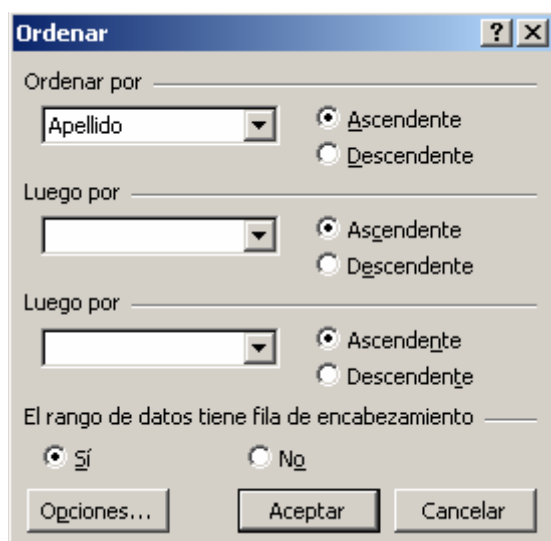 Ordenar
Ordenar por
Apellido
Ascendente
Descendente
Luego por
Ascendente
Descendente
Luego por
Ascendente
Descendente
El rango de datos tiene fila de encabezamiento
Sí No
Opciones... Aceptar Cancelar